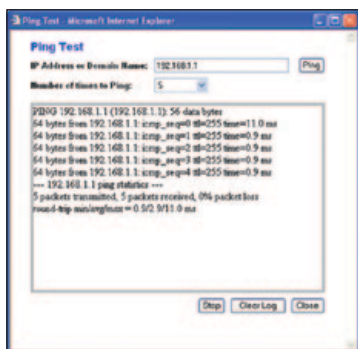 Ping Test - Microsoft Internet Explorer
Ping Test
IP Address or Domain Name: 192.168.1.1 Ping
Number of times to Ping: 5
PING 192.168.1.1 (192.168.1.1): 56 data bytes
64 bytes from 192.168.1.1: icmp_seq=0 ttl=255 time=11.0 ms
64 bytes from 192.168.1.1: icmp_seq=1 ttl=255 time=0.9 ms
64 bytes from 192.168.1.1: icmp_seq=2 ttl=255 time=0.9 ms
64 bytes from 192.168.1.1: icmp_seq=3 ttl=255 time=0.9 ms
64 bytes from 192.168.1.1: icmp_seq=4 ttl=255 time=0.9 ms
--- 192.168.1.1 ping statistics ---
5 packets transmitted, 5 packets received, 0% packet loss
round-trip min/avg/max = 0.9/2.9/11.0 ms
Stop Clear Log Close